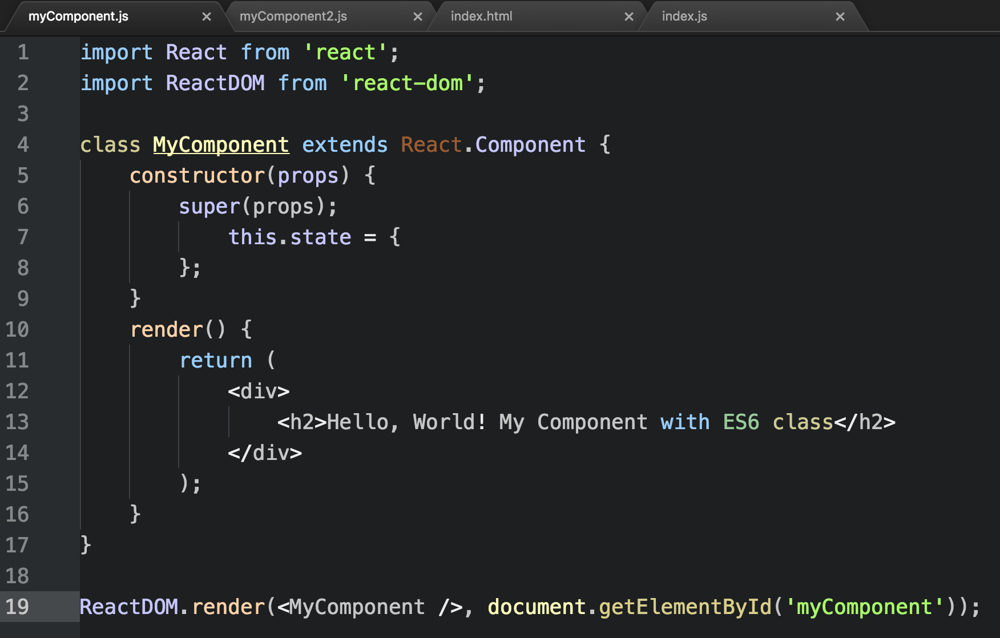 myComponent.js × myComponent2.js × index.html × index.js ×
1 import React from 'react';
2 import ReactDOM from 'react-dom';
3
4 class MyComponent extends React.Component {
5     constructor(props) {
6         super(props);
7             this.state = {
8         };
9     }
10     render() {
11         return (
12             <div>
13                 <h2>Hello, World! My Component with ES6 class</h2>
14             </div>
15         );
16     }
17 }
18
19 ReactDOM.render(<MyComponent />, document.getElementById('myComponent'));